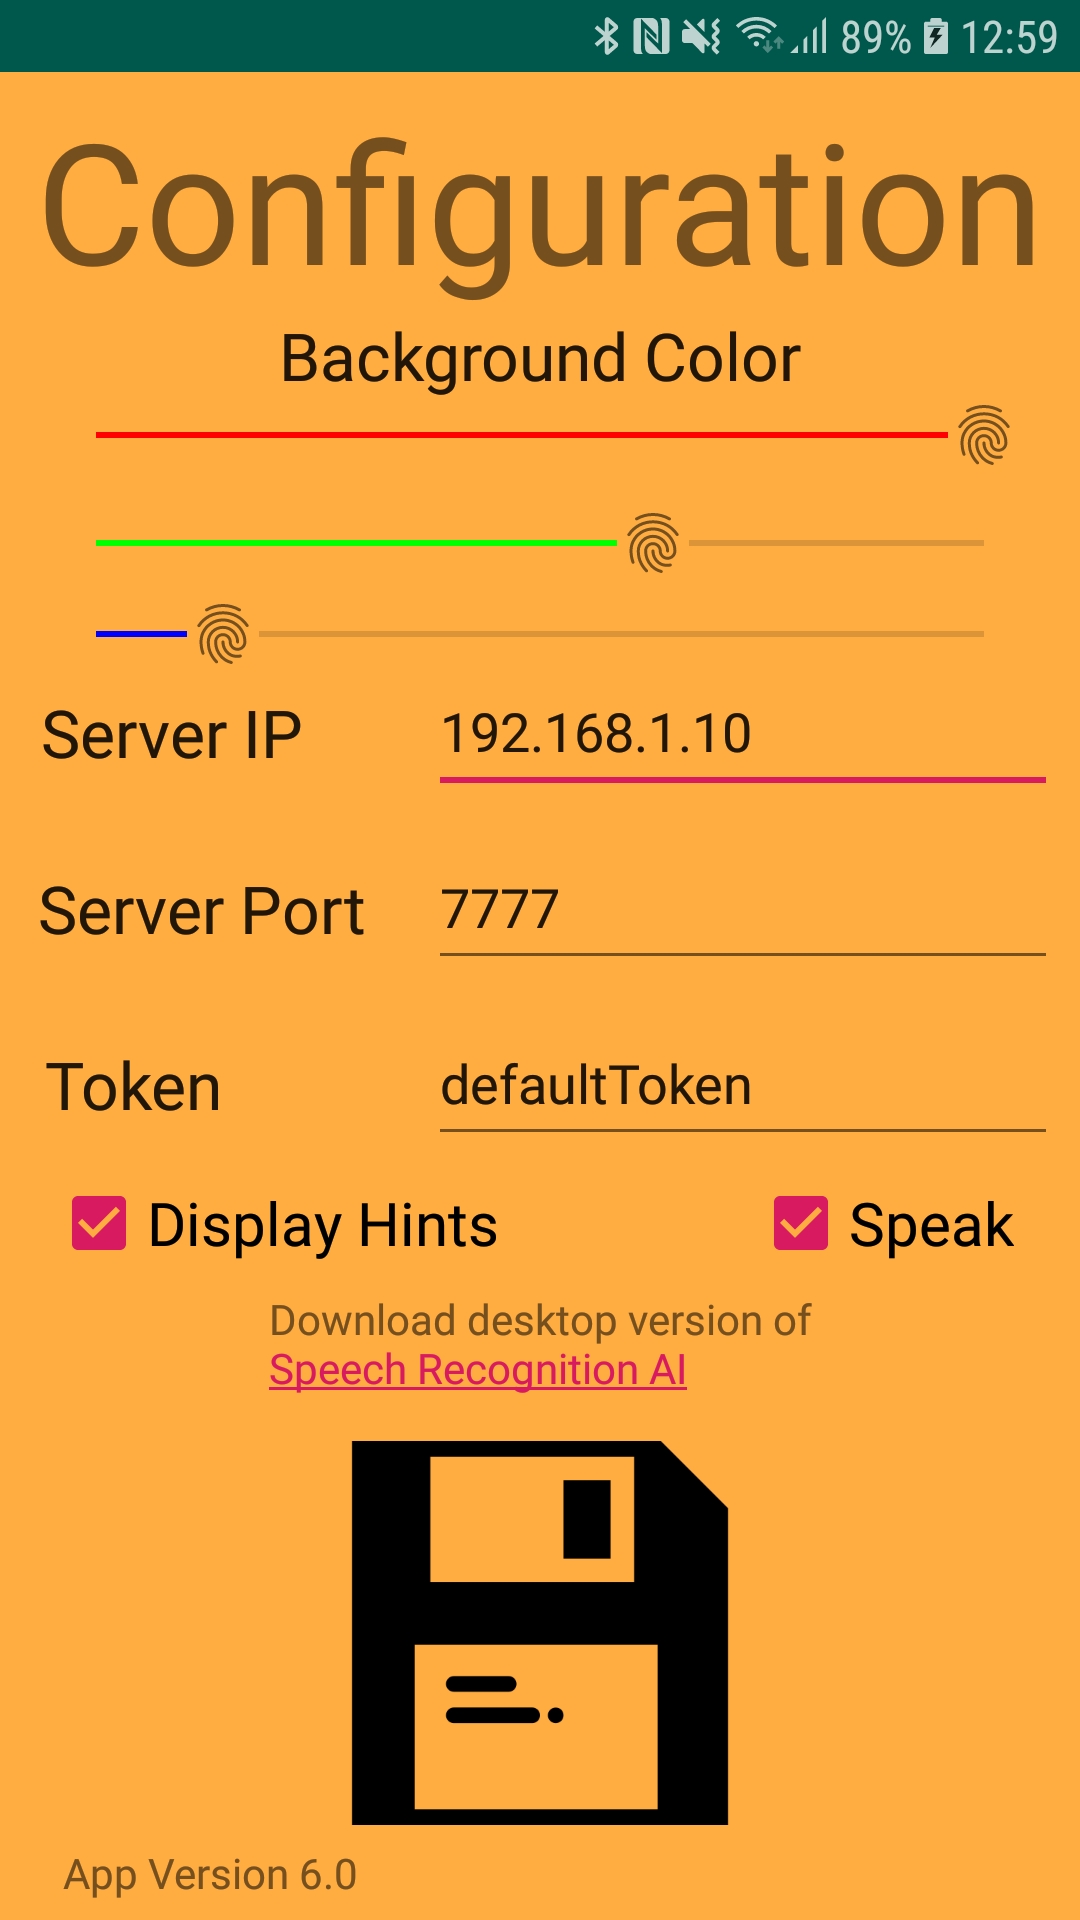 89% 12:59
Configuration
Background Color
Server IP 192.168.1.10
Server Port 7777
Token defaultToken
Display Hints Speak
Download desktop version of
Speech Recognition AI
App Version 6.0